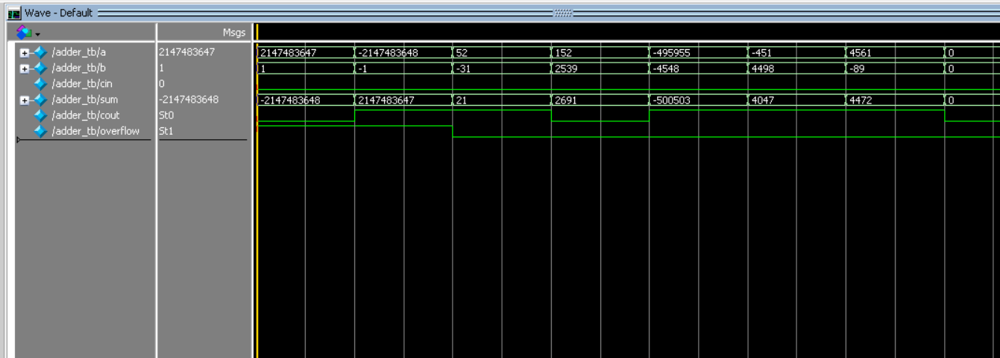 Wave - Default
Msgs
/adder_tb/a 2147483647 2147483647 -2147483648 52 152 -495955 -451 4561 0
/adder_tb/b 1 1 -1 -31 2539 -4548 4498 -89 0
/adder_tb/cin 0
/adder_tb/sum -2147483648 -2147483648 2147483647 21 2691 -500503 4047 4472 0
/adder_tb/cout St0
/adder_tb/overflow St1